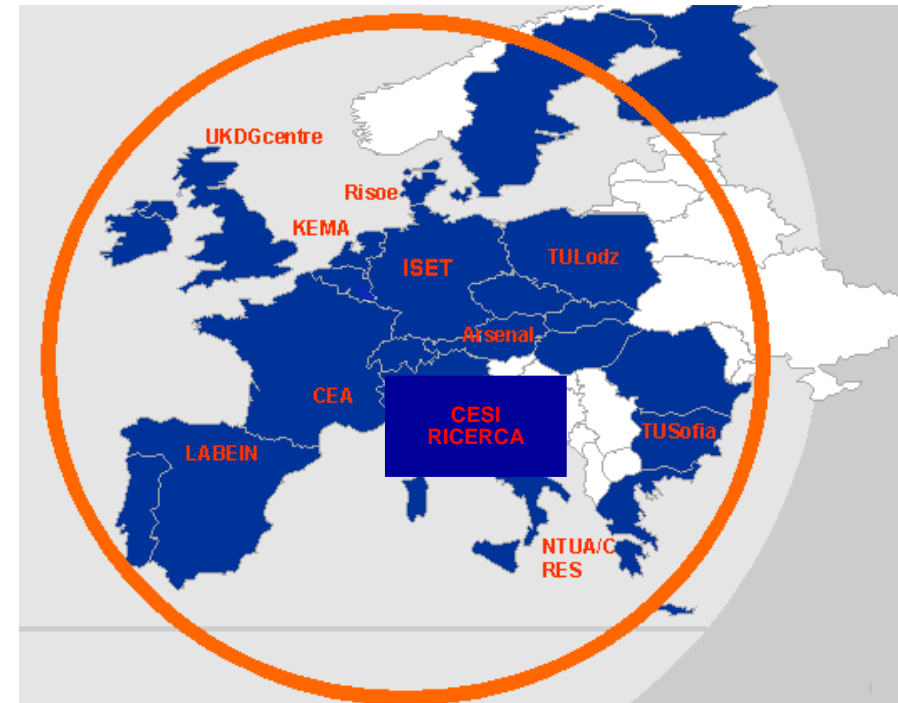 UKDGcentre
Risoe
KEMA
ISET
TULodz
Arsenal
CEA
CESI
RICERCA
TUSofia
LABEIN
NTUA/C
RES